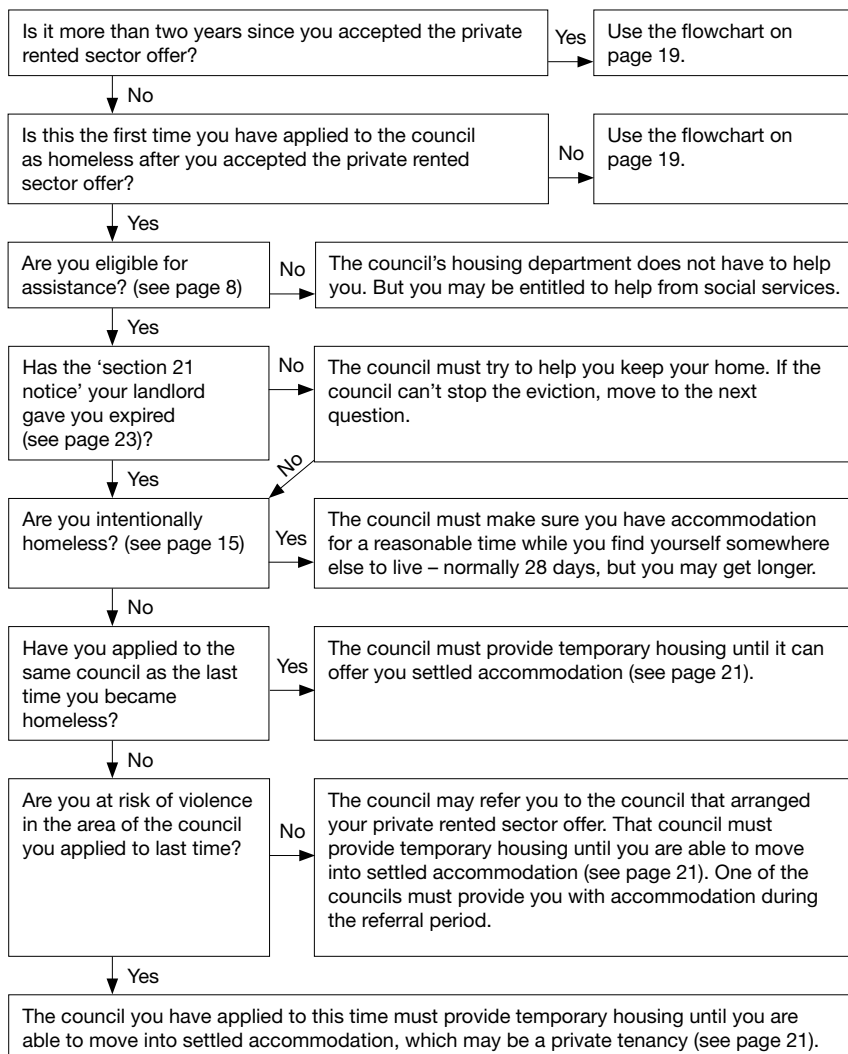 Is it more than two years since you accepted the private
rented sector offer?
Yes
Use the flowchart on
page 19.
No
Is this the first time you have applied to the council
as homeless after you accepted the private rented
sector offer?
No
Use the flowchart on
page 19.
Yes
Are you eligible for
assistance? (see page 8)
No
The council’s housing department does not have to help
you. But you may be entitled to help from social services.
Yes
Has the ‘section 21
notice’ your landlord
gave you expired
(see page 23)?
No
The council must try to help you keep your home. If the
council can’t stop the eviction, move to the next
question.
No
Yes
Are you intentionally
homeless? (see page 15)
Yes
The council must make sure you have accommodation
for a reasonable time while you find yourself somewhere
else to live – normally 28 days, but you may get longer.
No
Have you applied to the
same council as the last
time you became
homeless?
Yes
The council must provide temporary housing until it can
offer you settled accommodation (see page 21).
No
Are you at risk of violence
in the area of the council
you applied to last time?
No
The council may refer you to the council that arranged
your private rented sector offer. That council must
provide temporary housing until you are able to move
into settled accommodation (see page 21). One of the
councils must provide you with accommodation during
the referral period.
Yes
The council you have applied to this time must provide temporary housing until you are
able to move into settled accommodation, which may be a private tenancy (see page 21).